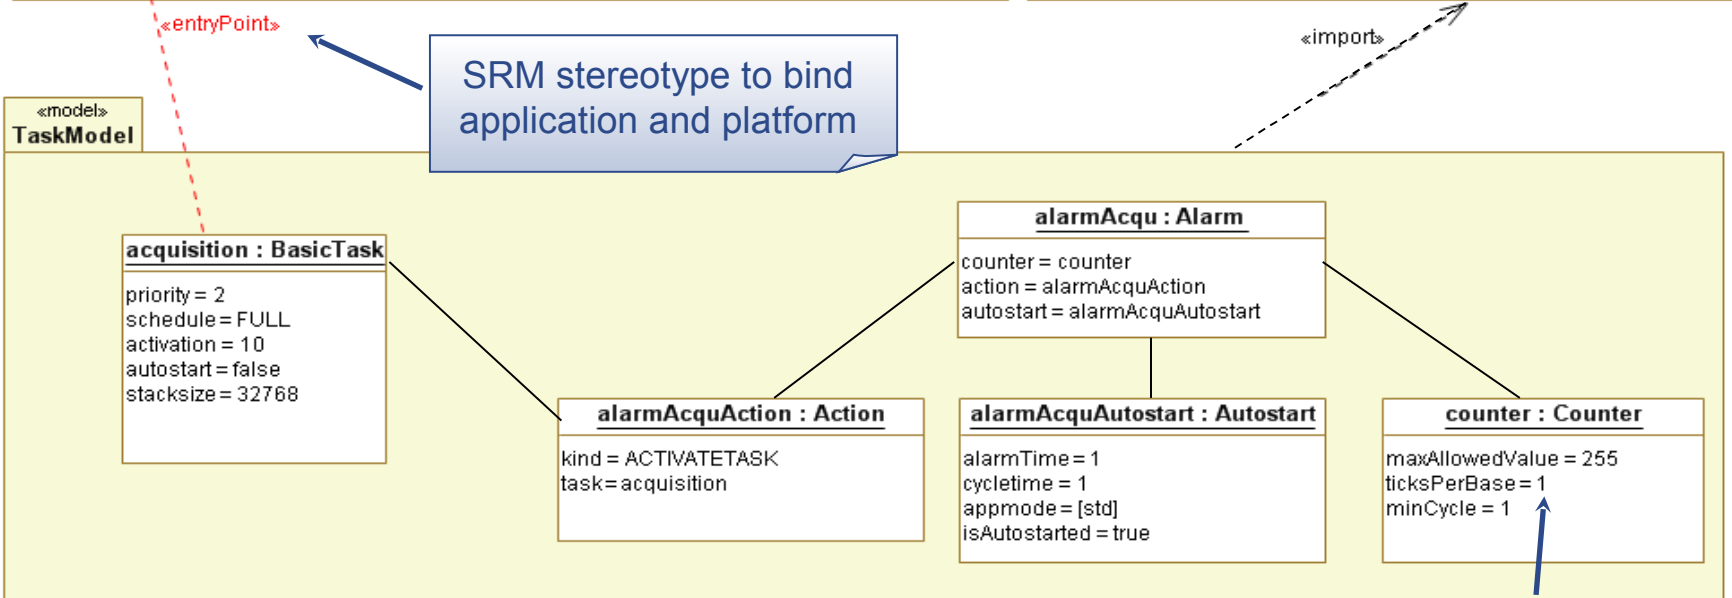 «entryPoint»
«import»
SRM stereotype to bind
application and platform
«model»
TaskModel
acquisition : BasicTask
priority = 2
schedule = FULL
activation = 10
autostart = false
stacksize = 32768
alarmAcqu : Alarm
counter = counter
action = alarmAcquAction
autostart = alarmAcquAutostart
alarmAcquAction : Action
kind = ACTIVATETASK
task=acquisition
alarmAcquAutostart : Autostart
alarmTime = 1
cycletime = 1
appmode = [std]
isAutostarted = true
counter : Counter
maxAllowedValue = 255
ticksPerBase = 1
minCycle = 1